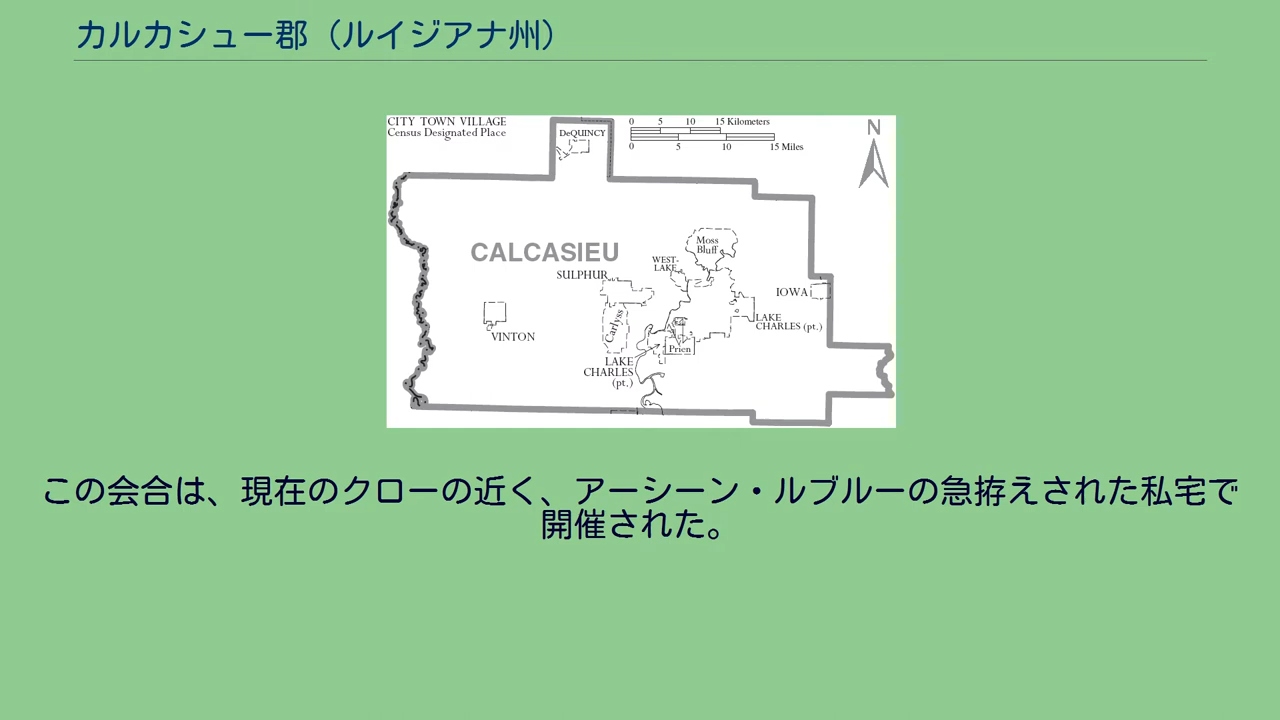 カルカシュー郡（ルイジアナ州）
CITY TOWN VILLAGE
Census Designated Place
DeQUINCY
0 5 10 15 Kilometers
0 5 10 15 Miles
N
CALCASIEU
Moss
Bluff
WEST-
LAKE
SULPHUR
IOWA
VINTON
Carlyss
LAKE
CHARLES (pt.)
Prien
LAKE
CHARLES
(pt.)
この会合は、現在のクローの近く、アーシーン・ルブルーの急拵えされた私宅で
開催された。